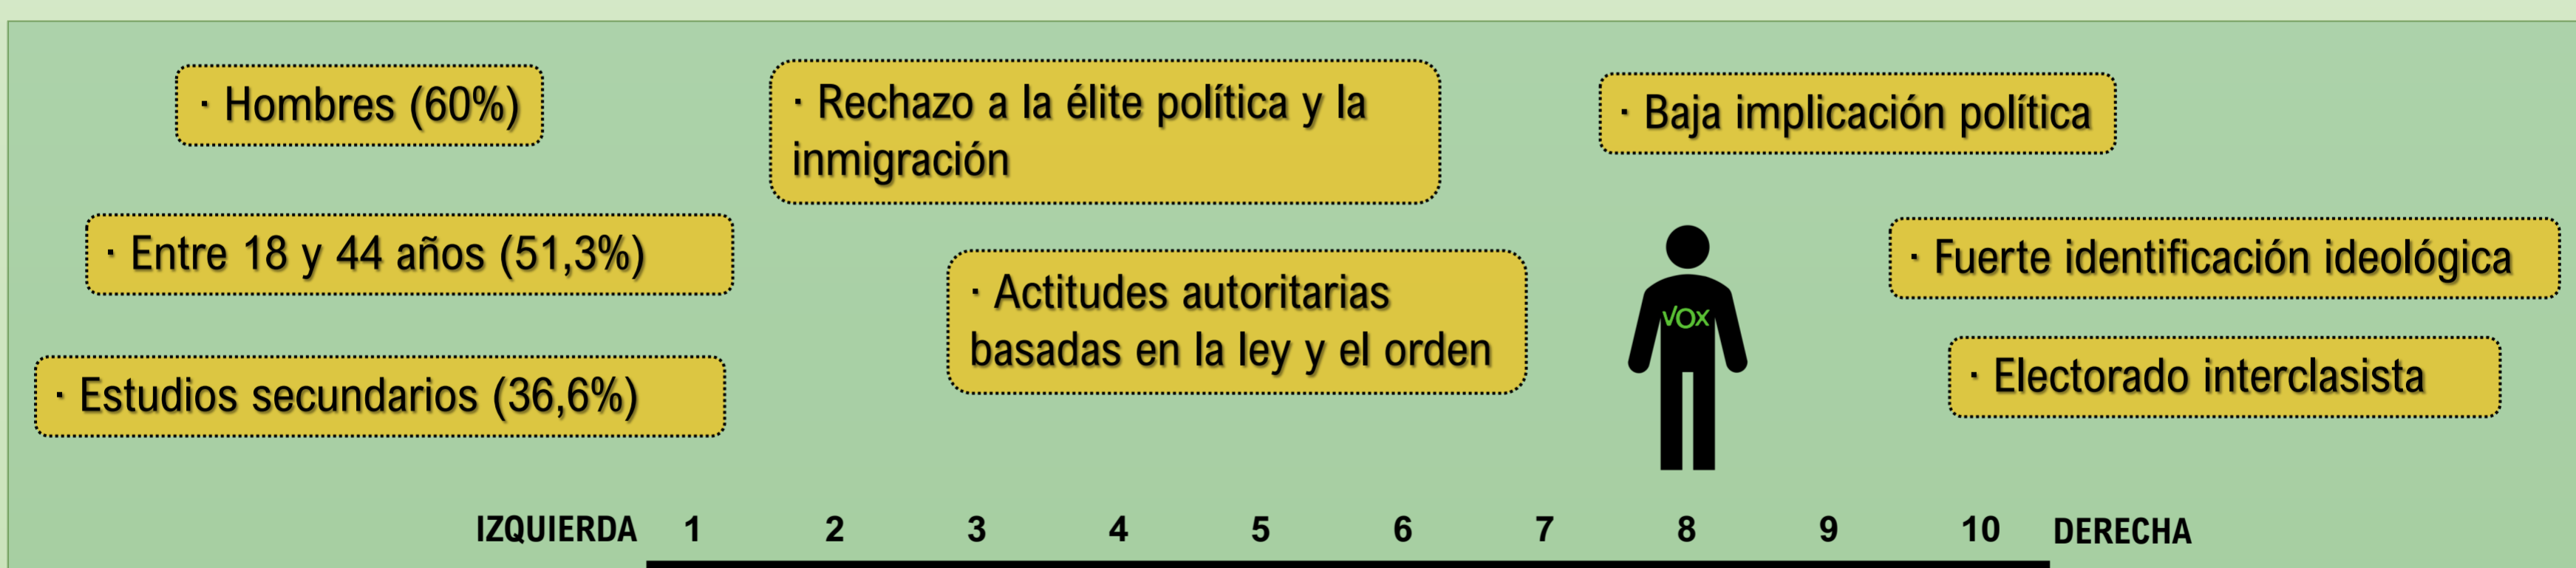 · Hombres (60%)
· Rechazo a la élite política y la
inmigración
· Baja implicación política
· Entre 18 y 44 años (51,3%)
· Actitudes autoritarias
basadas en la ley y el orden
VOX
· Fuerte identificación ideológica
· Estudios secundarios (36,6%)
· Electorado interclasista
IZQUIERDA 1 2 3 4 5 6 7 8 9 10 DERECHA